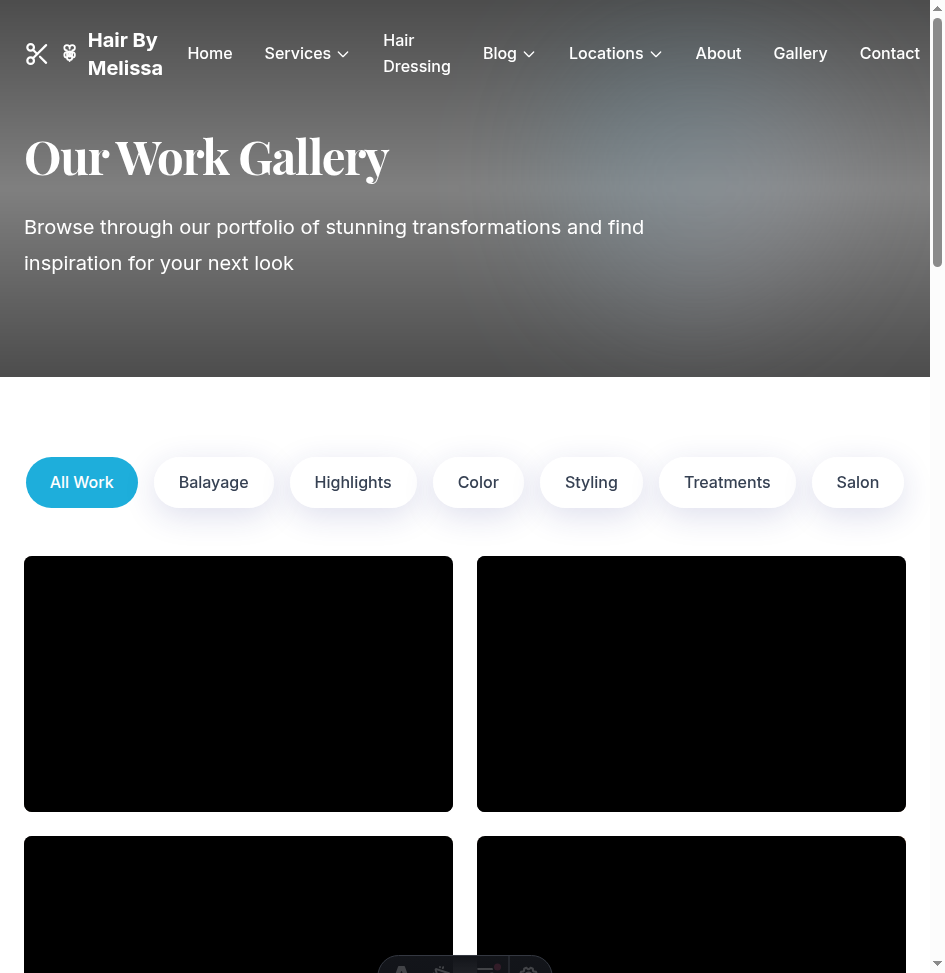 Hair By
Melissa
Home
Services
Hair
Dressing
Blog
Locations
About
Gallery
Contact
Our Work Gallery
Browse through our portfolio of stunning transformations and find
inspiration for your next look
All Work
Balayage
Highlights
Color
Styling
Treatments
Salon